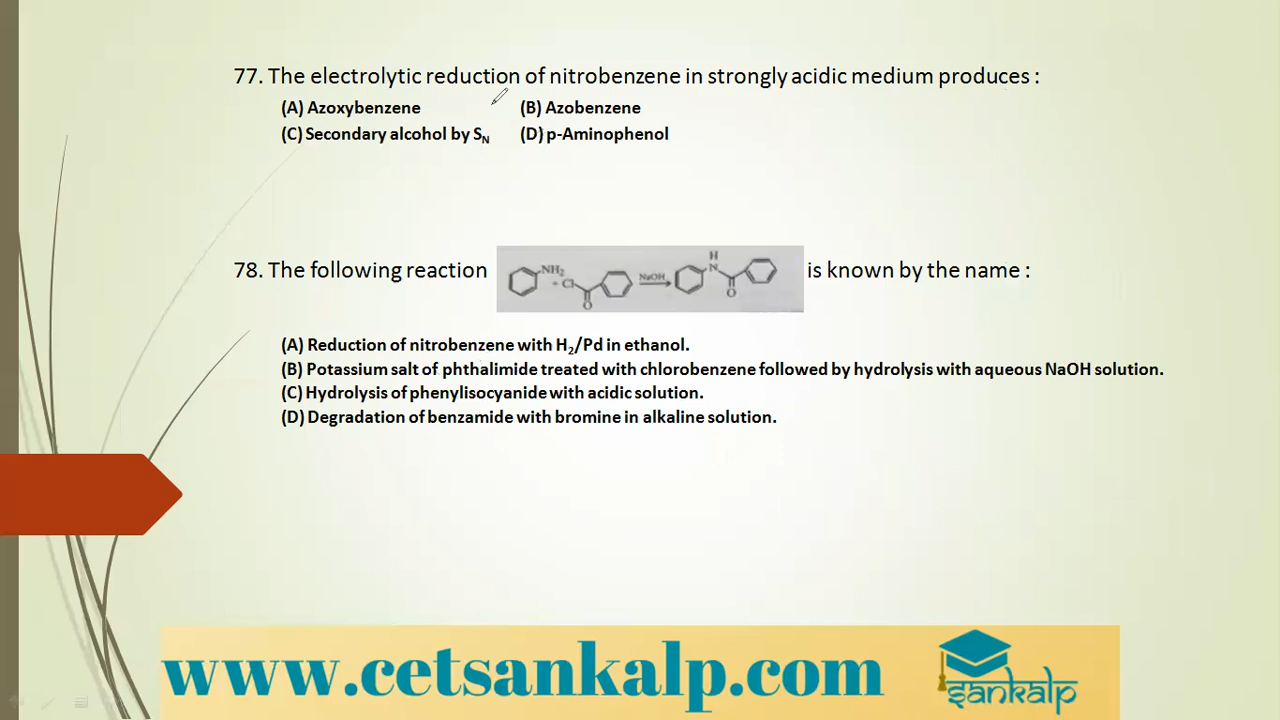 77. The electrolytic reduction of nitrobenzene in strongly acidic medium produces :
(A) Azoxybenzene (B) Azobenzene
(C) Secondary alcohol by SN (D) p-Aminophenol
78. The following reaction NH2 + Cl O NaOH H N O is known by the name :
(A) Reduction of nitrobenzene with H2/Pd in ethanol.
(B) Potassium salt of phthalimide treated with chlorobenzene followed by hydrolysis with aqueous NaOH solution.
(C) Hydrolysis of phenylisocyanide with acidic solution.
(D) Degradation of benzamide with bromine in alkaline solution.
www.cetsankalp.com
sankalp